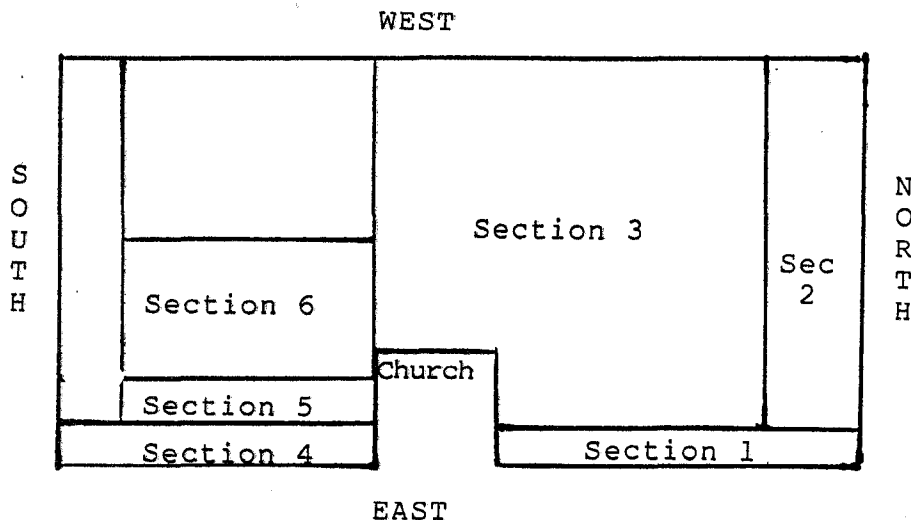 WEST
SOUTH
NORTH
Section 3
Sec
2
Section 6
Church
Section 5
Section 4
Section 1
EAST